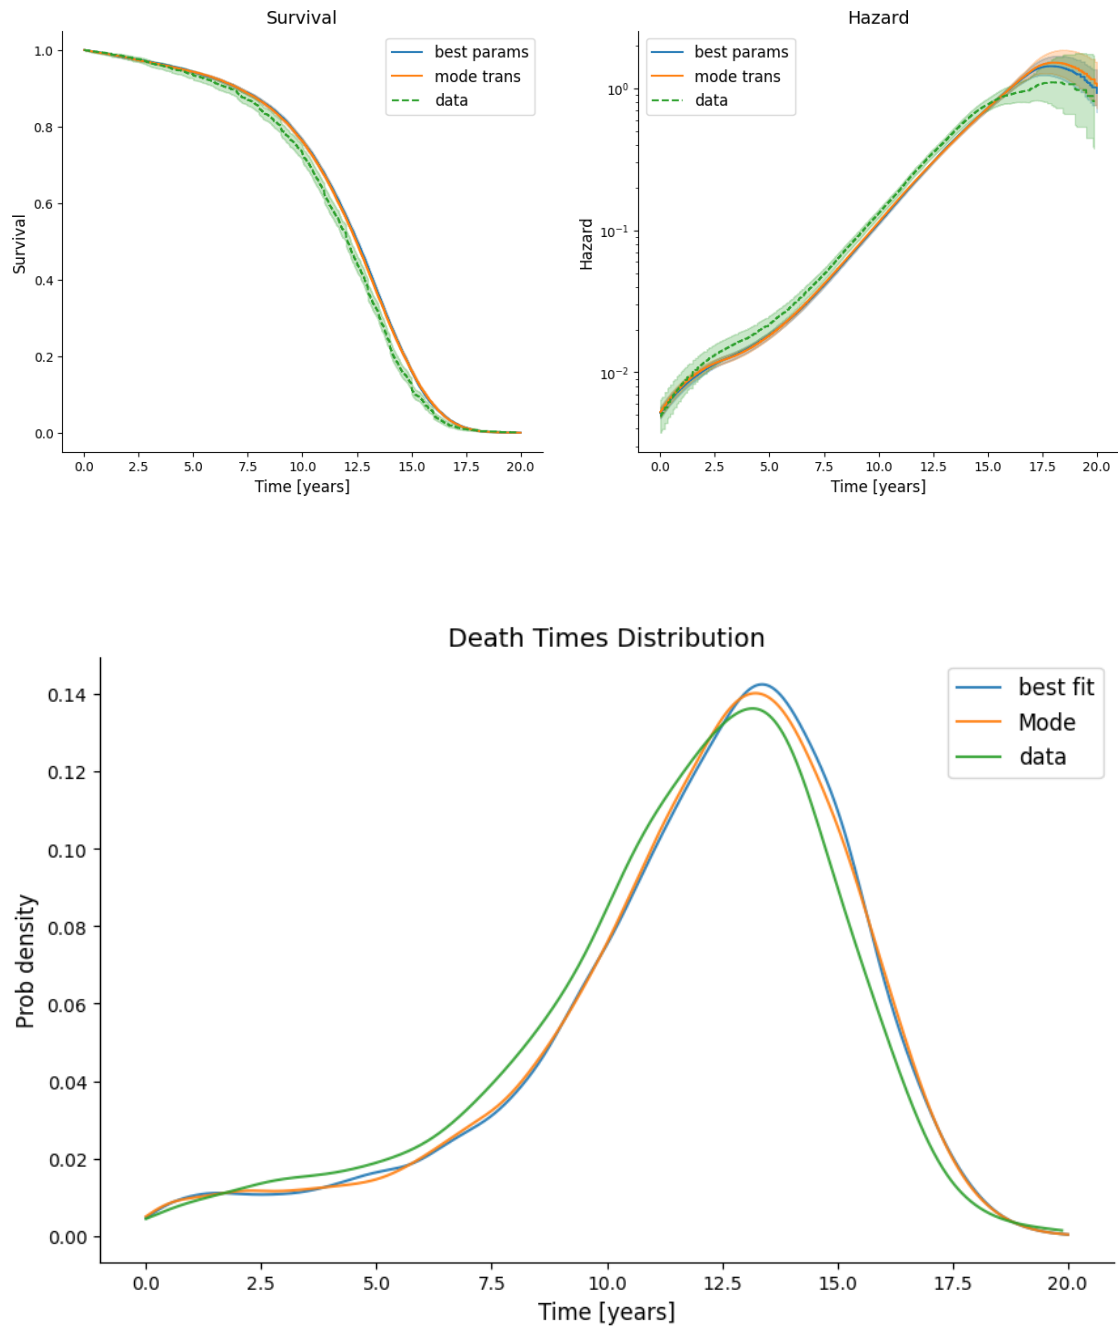 Survival
1.0
0.8
0.6
0.4
0.2
0.0
Survival
best params
mode trans
data
0.0 2.5 5.0 7.5 10.0 12.5 15.0 17.5 20.0
Time [years]
Hazard
10⁰
10⁻¹
10⁻²
Hazard
best params
mode trans
data
0.0 2.5 5.0 7.5 10.0 12.5 15.0 17.5 20.0
Time [years]
Death Times Distribution
0.14
0.12
0.10
0.08
0.06
0.04
0.02
0.00
Prob density
best fit
Mode
data
0.0 2.5 5.0 7.5 10.0 12.5 15.0 17.5 20.0
Time [years]